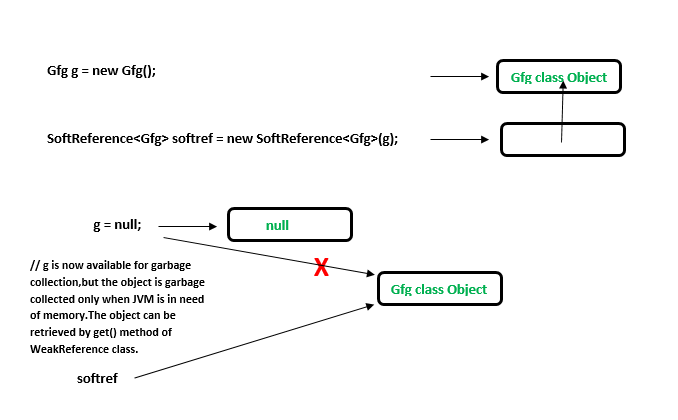 Gfg g = new Gfg();
Gfg class Object
SoftReference<Gfg> softref = new SoftReference<Gfg>(g);
g = null;
null
X
// g is now available for garbage
collection,but the object is garbage
collected only when JVM is in need
of memory.The object can be
retrieved by get() method of
WeakReference class.
Gfg class Object
softref